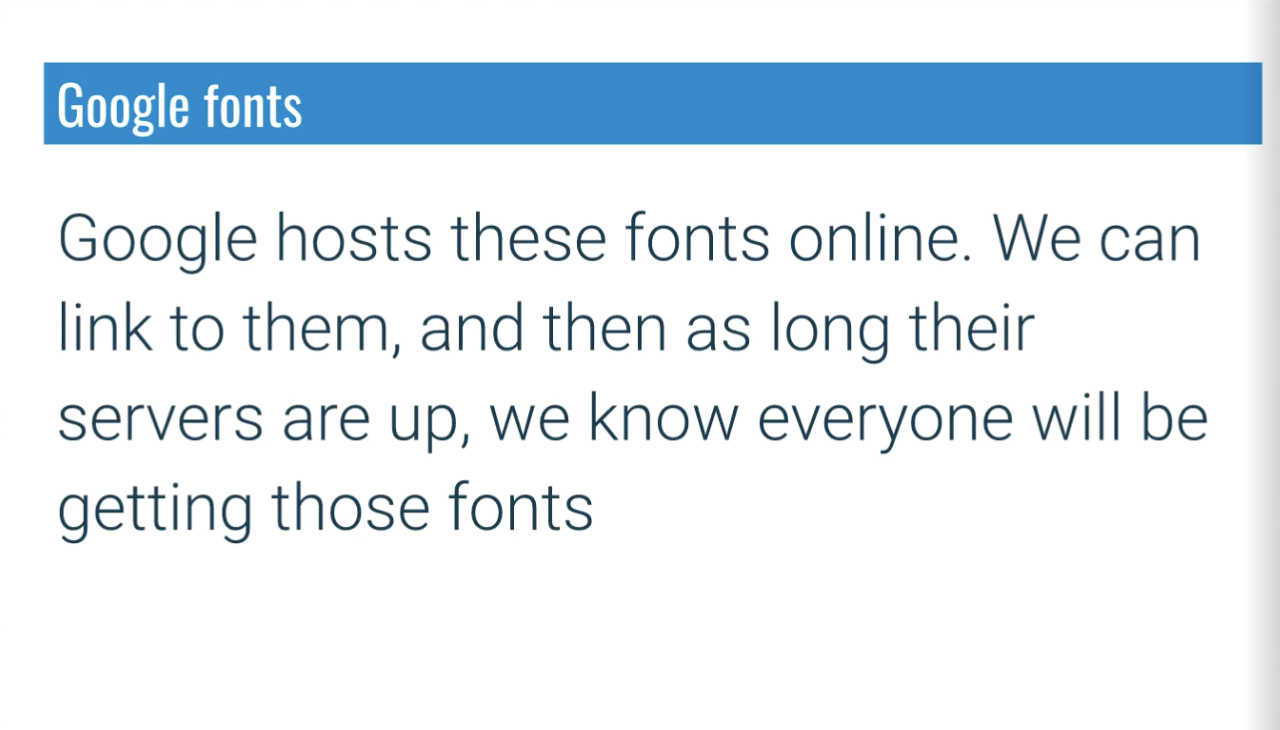 Google fonts
Google hosts these fonts online. We can
link to them, and then as long their
servers are up, we know everyone will be
getting those fonts